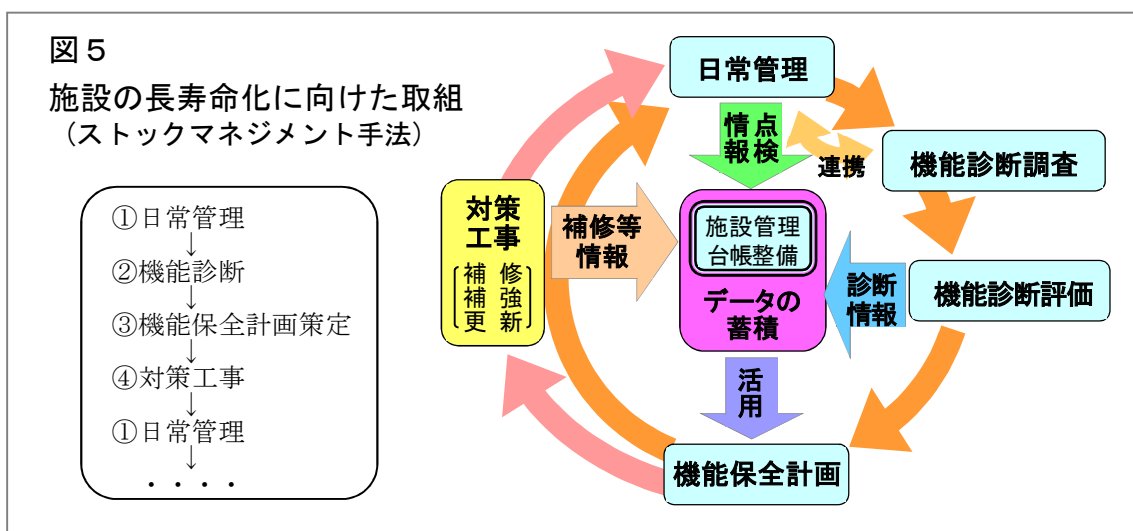 図５
施設の長寿命化に向けた取組
（ストックマネジメント手法）
①日常管理
↓
②機能診断
↓
③機能保全計画策定
↓
④対策工事
↓
①日常管理
↓
・・・・
日常管理
点検
情報
連携
機能診断調査
対策
工事
補修
補強
更新
補修等
情報
施設管理
台帳整備
データの
蓄積
診断
情報
機能診断評価
活用
機能保全計画